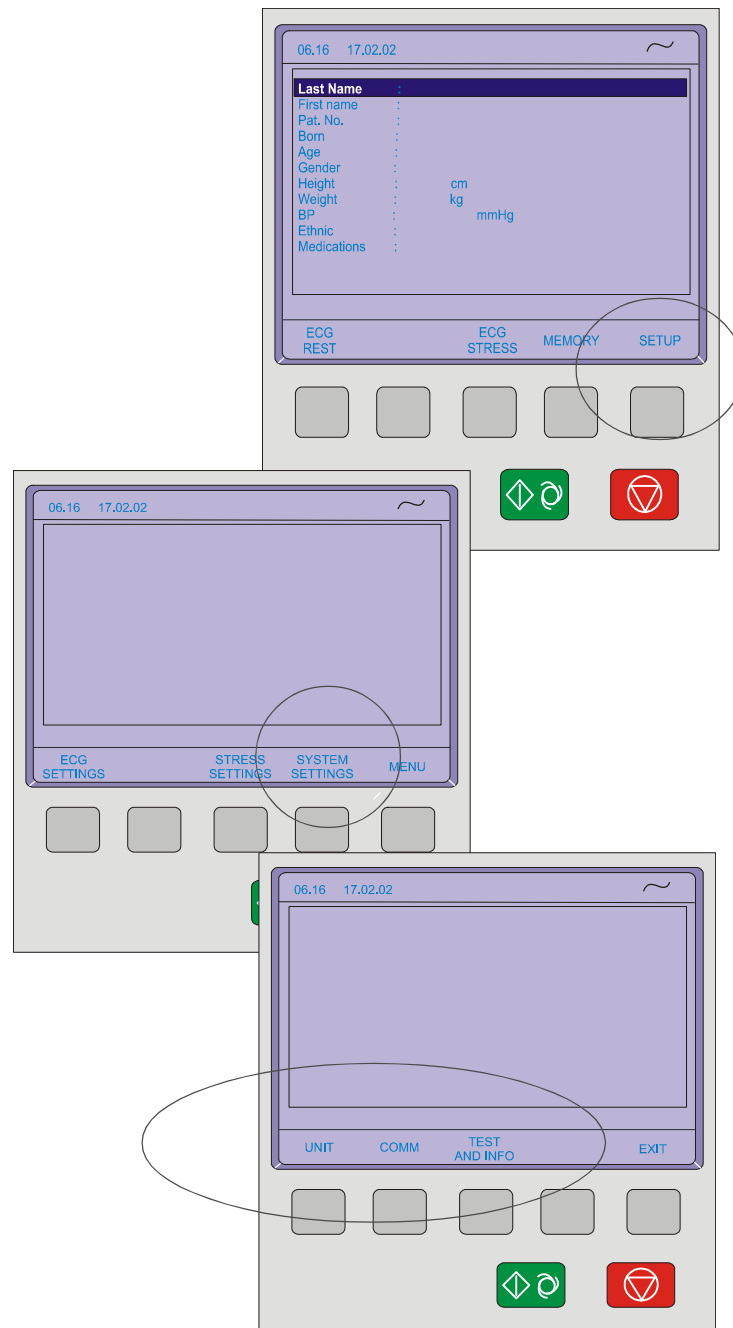 06.16 17.02.02
Last Name :
First name :
Pat. No. :
Born :
Age :
Gender :
Height : cm
Weight : kg
BP : mmHg
Ethnic :
Medications :
ECG REST
ECG STRESS
MEMORY
SETUP
06.16 17.02.02
ECG SETTINGS
STRESS SETTINGS
SYSTEM SETTINGS
MENU
06.16 17.02.02
UNIT
COMM
TEST AND INFO
EXIT